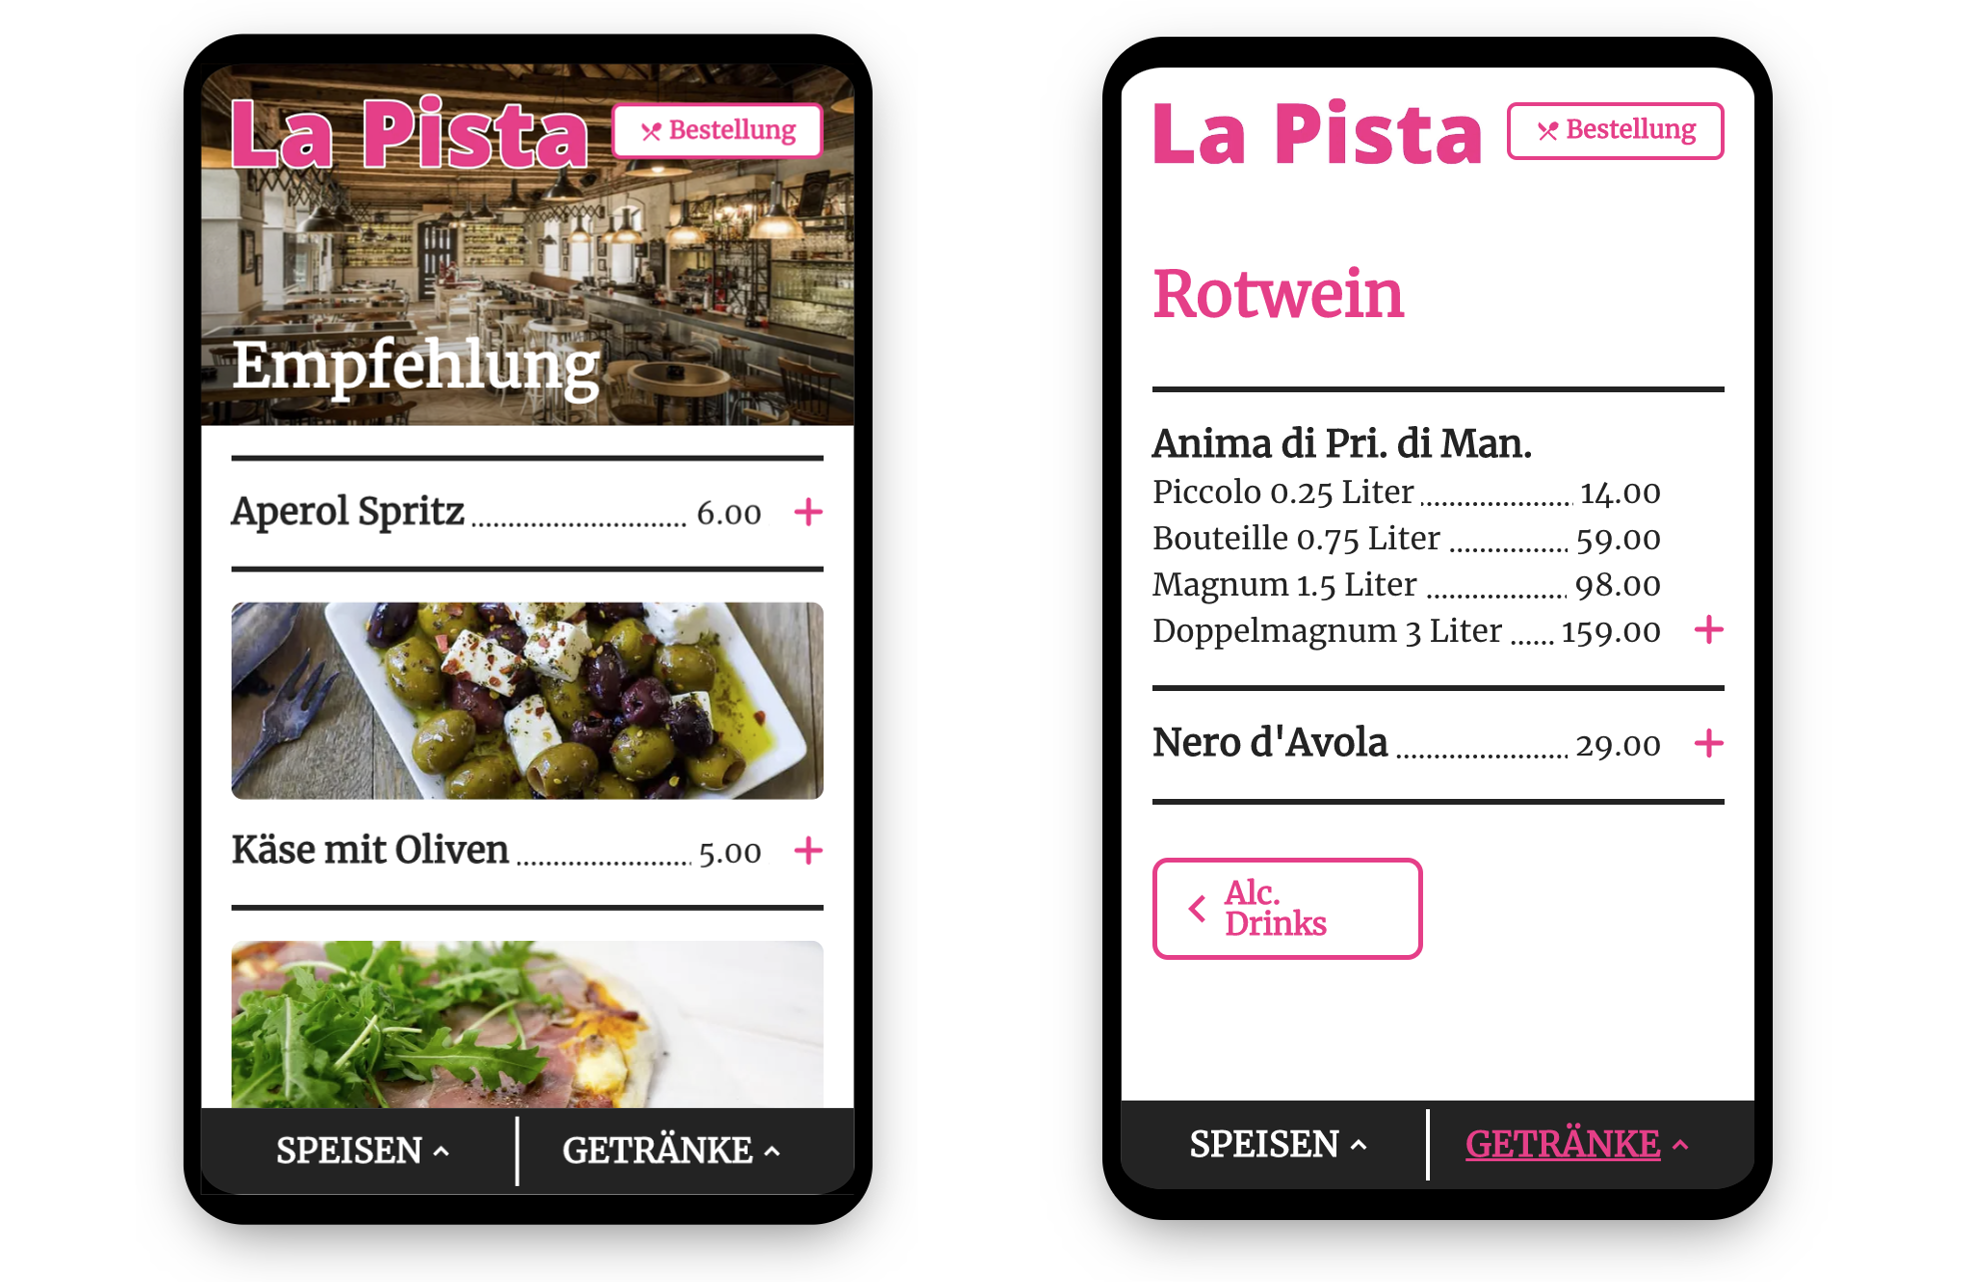 La Pista
Bestellung
Empfehlung
Aperol Spritz 6.00 +
Käse mit Oliven 5.00 +
SPEISEN
GETRÄNKE
La Pista
Bestellung
Rotwein
Anima di Pri. di Man.
Piccolo 0.25 Liter 14.00
Bouteille 0.75 Liter 59.00
Magnum 1.5 Liter 98.00
Doppelmagnum 3 Liter 159.00 +
Nero d'Avola 29.00 +
Alc.
Drinks
SPEISEN
GETRÄNKE